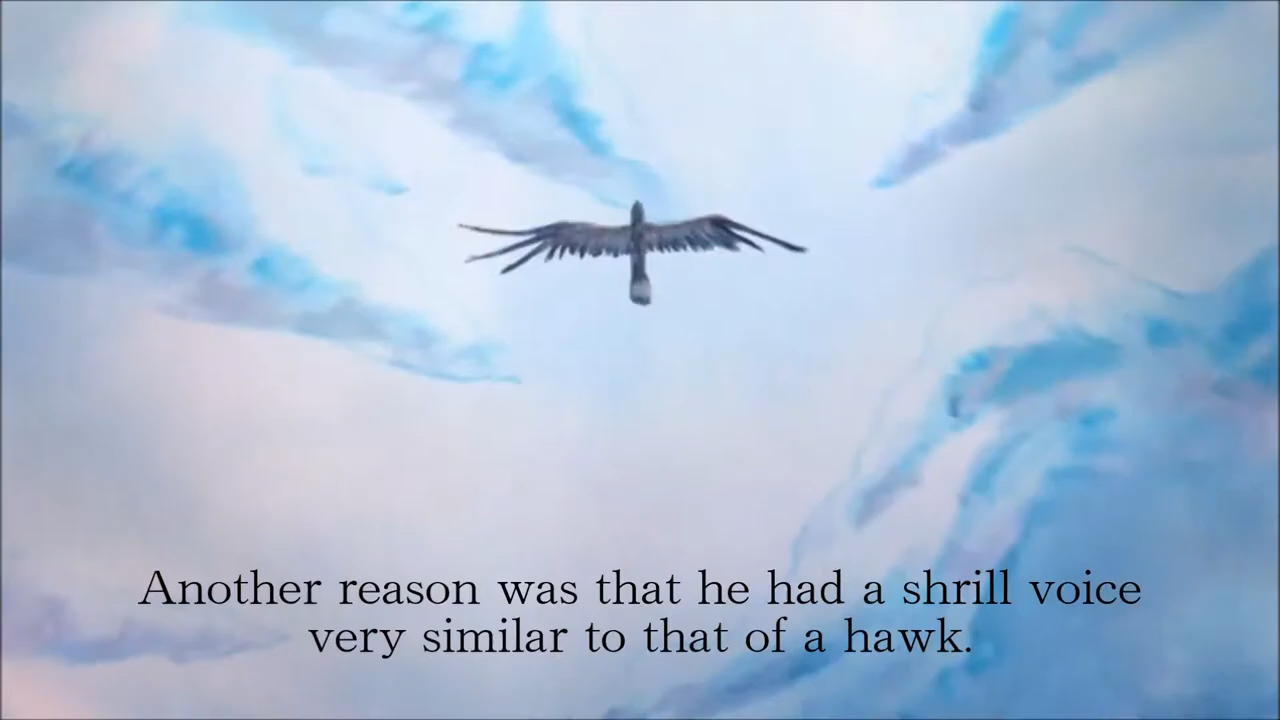 Another reason was that he had a shrill voice
very similar to that of a hawk.